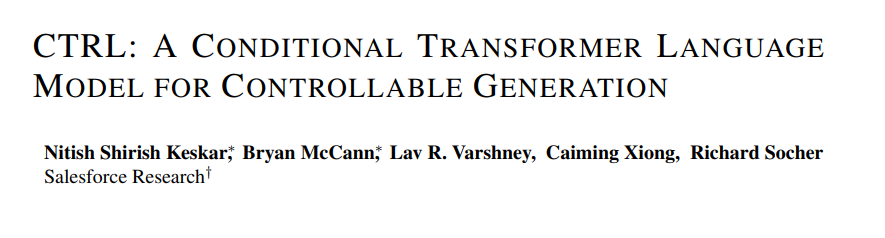 CTRL: A CONDITIONAL TRANSFORMER LANGUAGE
MODEL FOR CONTROLLABLE GENERATION
Nitish Shirish Keskar,* Bryan McCann,* Lav R. Varshney, Caiming Xiong, Richard Socher
Salesforce Research†